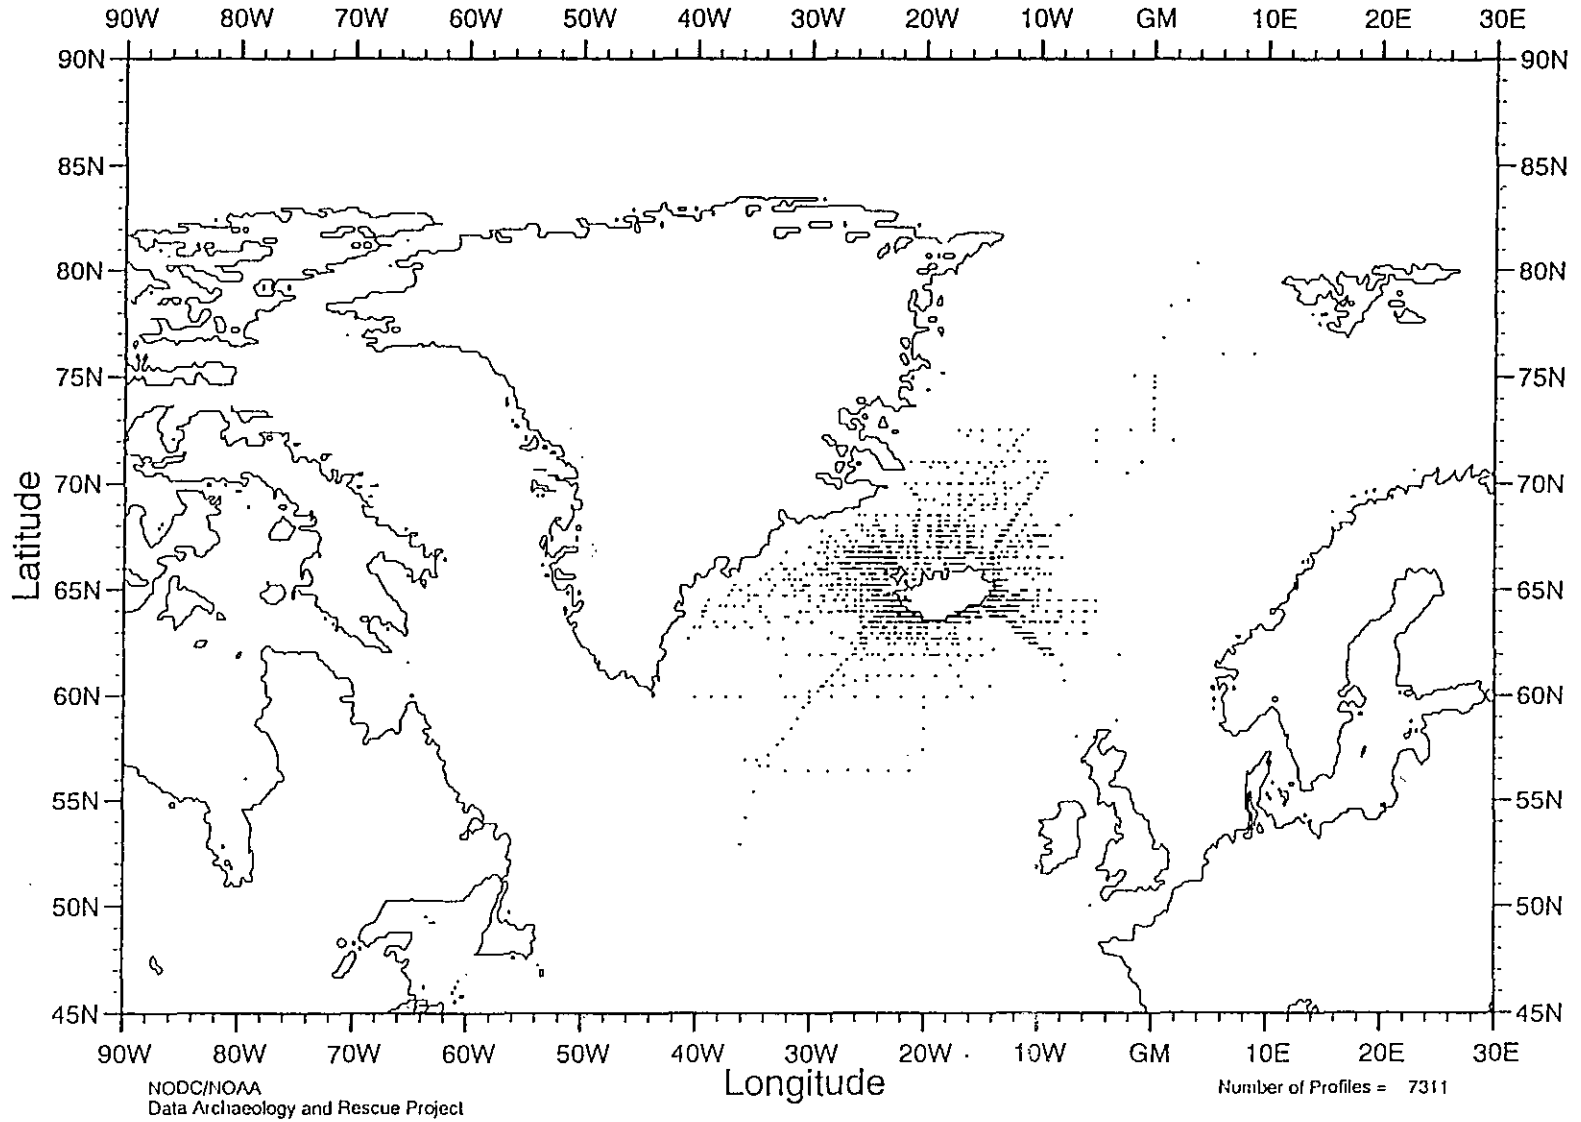 90W 80W 70W 60W 50W 40W 30W 20W 10W GM 10E 20E 30E
90N 90N
85N 85N
80N 80N
75N 75N
70N 70N
Latitude
65N 65N
60N 60N
55N 55N
50N 50N
45N 45N
90W 80W 70W 60W 50W 40W 30W 20W 10W GM 10E 20E 30E
Longitude
NODC/NOAA
Data Archaeology and Rescue Project
Number of Profiles = 7311